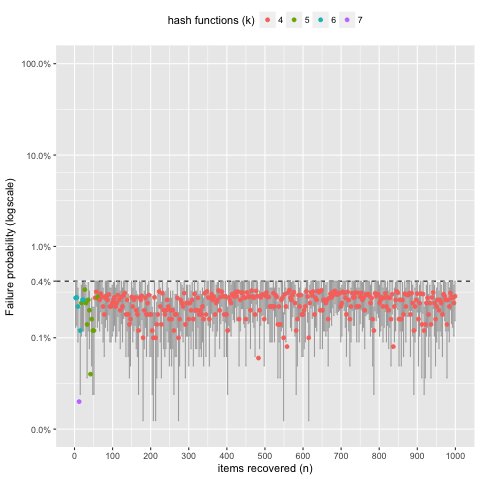 hash functions (k) 4 5 6 7
Failure probability (logscale)
100.0%
10.0%
1.0%
0.4%
0.1%
0.0%
0 100 200 300 400 500 600 700 800 900 1000
items recovered (n)